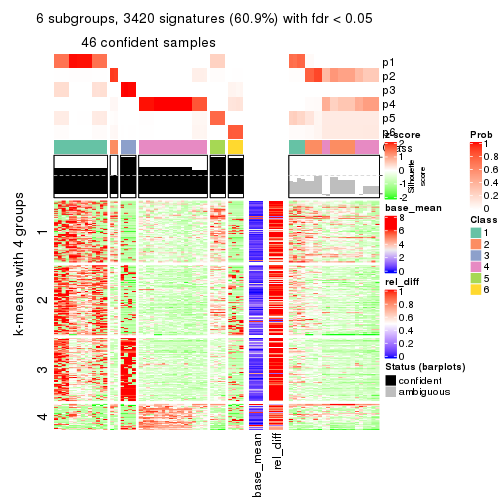 6 subgroups, 3420 signatures (60.9%) with fdr < 0.05
46 confident samples
p1
p2
p3
p4
p5
p6
Class
Silhouette
score
k-means with 4 groups
1
2
3
4
base_mean
rel_diff
z-score
2
1
0
-1
-2
base_mean
8
6
4
2
0
rel_diff
1
0.8
0.6
0.4
0.2
0
Status (barplots)
confident
ambiguous
Prob
1
0.8
0.6
0.4
0.2
0
Class
1
2
3
4
5
6